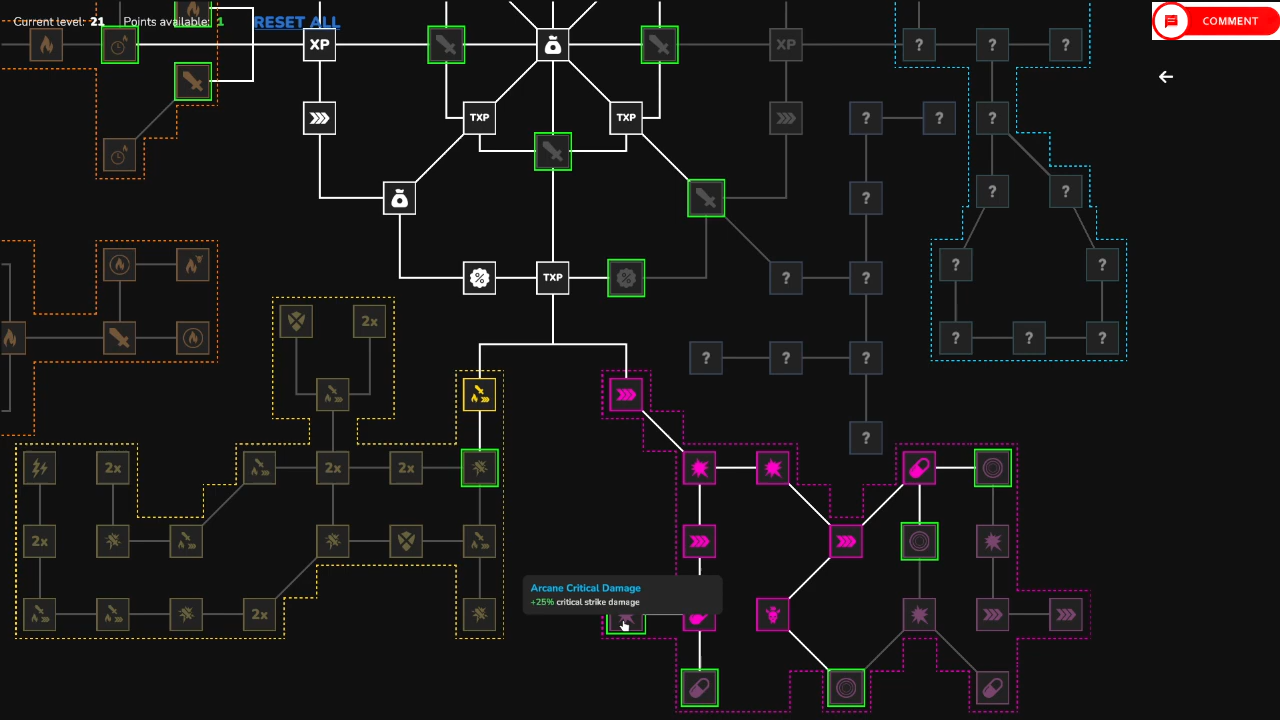 Current level: 21 Points available: 1 RESET ALL
COMMENT
XP XP ? ? ?
TXP TXP ? ? ?
? ? ?
TXP ? ? ? ?
2x ? ? ? ? ? ?
?
2x 2x 2x
2x
Arcane Critical Damage
+25% critical strike damage
2x